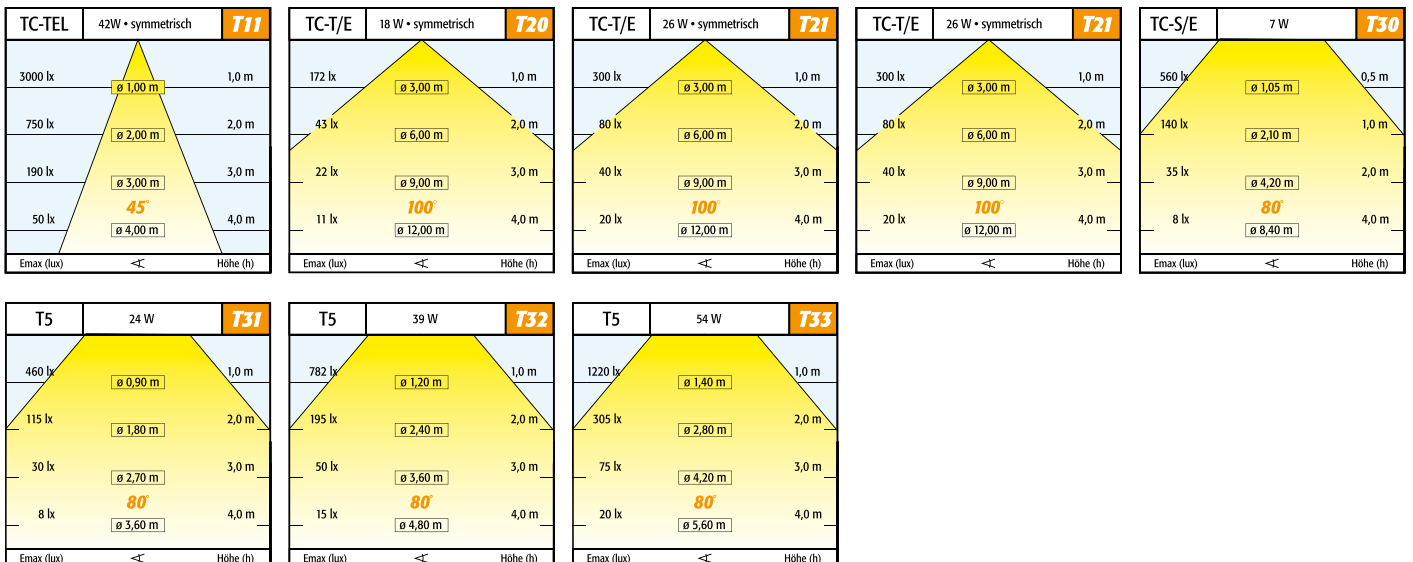 TC-TEL 42W • symmetrisch T11
3000 lx ø 1,00 m 1,0 m
750 lx ø 2,00 m 2,0 m
190 lx ø 3,00 m 3,0 m
45°
50 lx ø 4,00 m 4,0 m
Emax (lux) Höhe (h)
TC-T/E 18 W • symmetrisch T20
172 lx ø 3,00 m 1,0 m
43 lx ø 6,00 m 2,0 m
22 lx ø 9,00 m 3,0 m
100°
11 lx ø 12,00 m 4,0 m
Emax (lux) Höhe (h)
TC-T/E 26 W • symmetrisch T21
300 lx ø 3,00 m 1,0 m
80 lx ø 6,00 m 2,0 m
40 lx ø 9,00 m 3,0 m
100°
20 lx ø 12,00 m 4,0 m
Emax (lux) Höhe (h)
TC-T/E 26 W • symmetrisch T21
300 lx ø 3,00 m 1,0 m
80 lx ø 6,00 m 2,0 m
40 lx ø 9,00 m 3,0 m
100°
20 lx ø 12,00 m 4,0 m
Emax (lux) Höhe (h)
TC-S/E 7 W T30
560 lx ø 1,05 m 0,5 m
140 lx ø 2,10 m 1,0 m
35 lx ø 4,20 m 2,0 m
80°
8 lx ø 8,40 m 4,0 m
Emax (lux) Höhe (h)
T5 24 W T31
460 lx ø 0,90 m 1,0 m
115 lx ø 1,80 m 2,0 m
30 lx ø 2,70 m 3,0 m
80°
8 lx ø 3,60 m 4,0 m
Emax (lux) Höhe (h)
T5 39 W T32
782 lx ø 1,20 m 1,0 m
195 lx ø 2,40 m 2,0 m
50 lx ø 3,60 m 3,0 m
80°
15 lx ø 4,80 m 4,0 m
Emax (lux) Höhe (h)
T5 54 W T33
1220 lx ø 1,40 m 1,0 m
305 lx ø 2,80 m 2,0 m
75 lx ø 4,20 m 3,0 m
80°
20 lx ø 5,60 m 4,0 m
Emax (lux) Höhe (h)